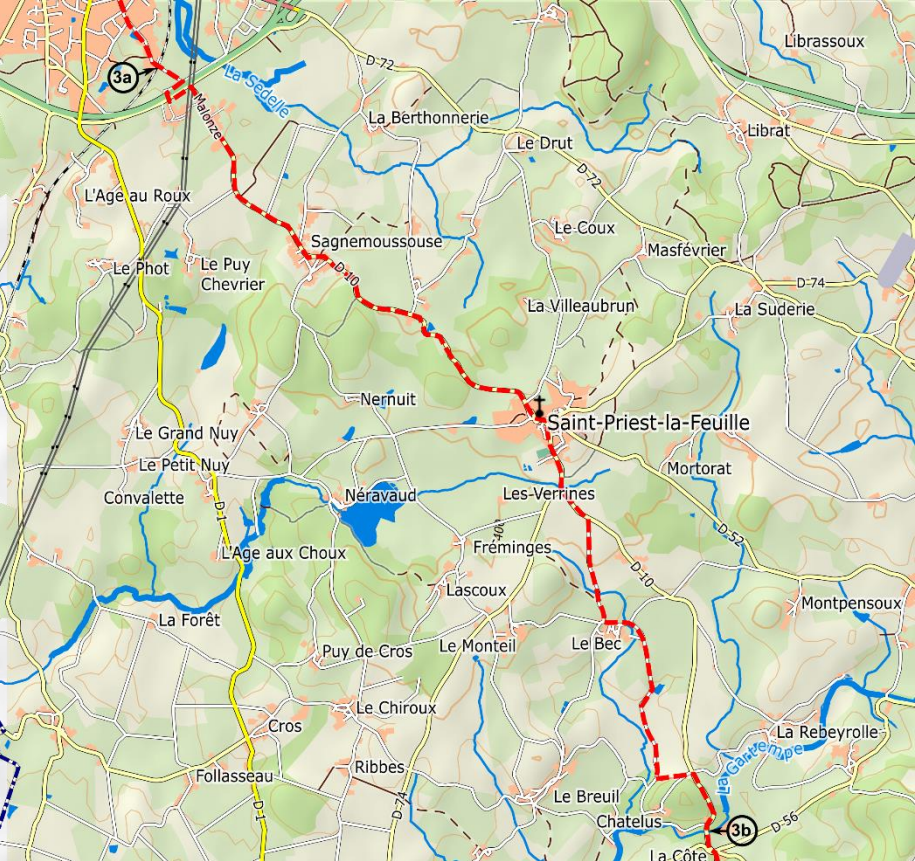 Librassoux
D-72
3a
La Sédelle
Malonze
La Berthonnerie
Librat
Le Drut
D-72
L'Age au Roux
Le Coux
Sagnemoussouse
Masfévrier
Le Phot
Le Puy
Chevrier
D-10
D-74
La Villeaubrun
La Suderie
Nernuit
Saint-Priest-la-Feuille
Le Grand Nuy
Le Petit Nuy
Mortorat
Convalette
Néravaud
Les Verrines
D-1
400
D-52
L'Age aux Choux
Fréminges
D-10
Lascoux
Montpensoux
La Forêt
Le Monteil
Le Bec
Puy de Cros
Le Chiroux
Cros
La Rebeyrolle
La Gartempe
Follasseau
Ribbes
D-1
D-74
Le Breuil
Chatelus
3b
D-56
La Côte